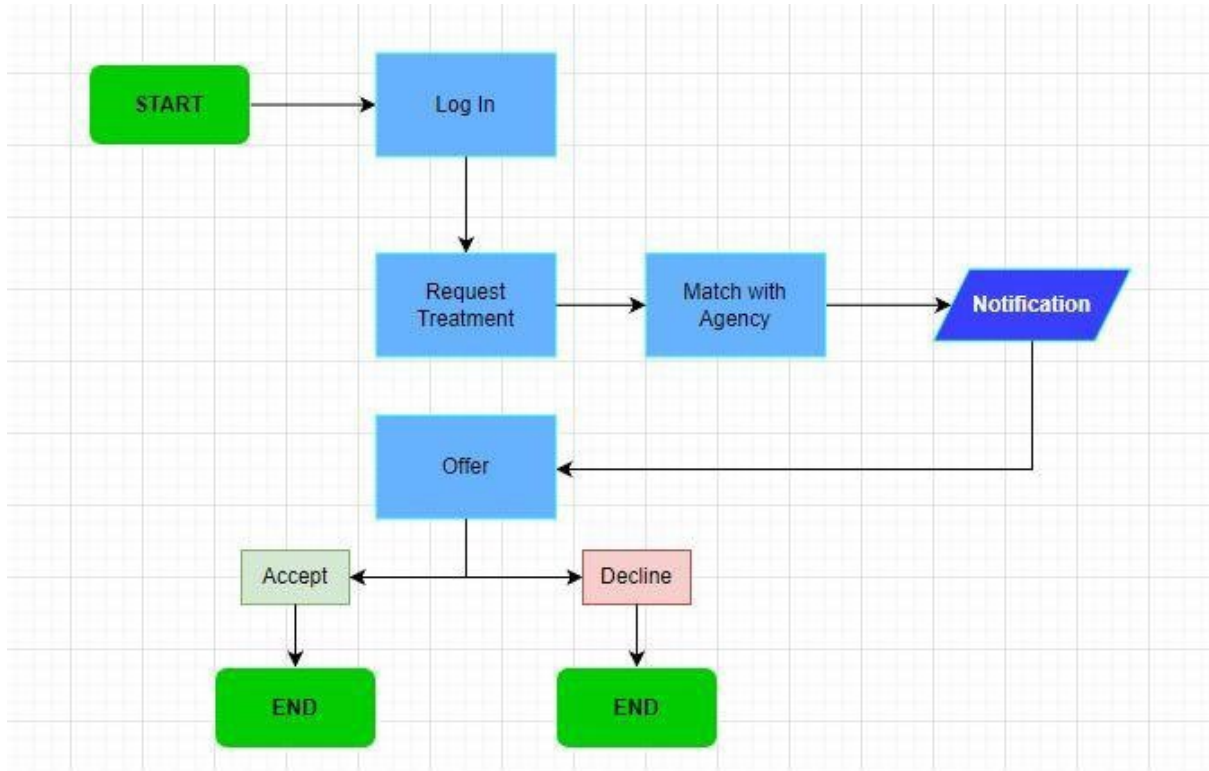 START
Log In
Request
Treatment
Match with
Agency
Notification
Offer
Accept
Decline
END
END